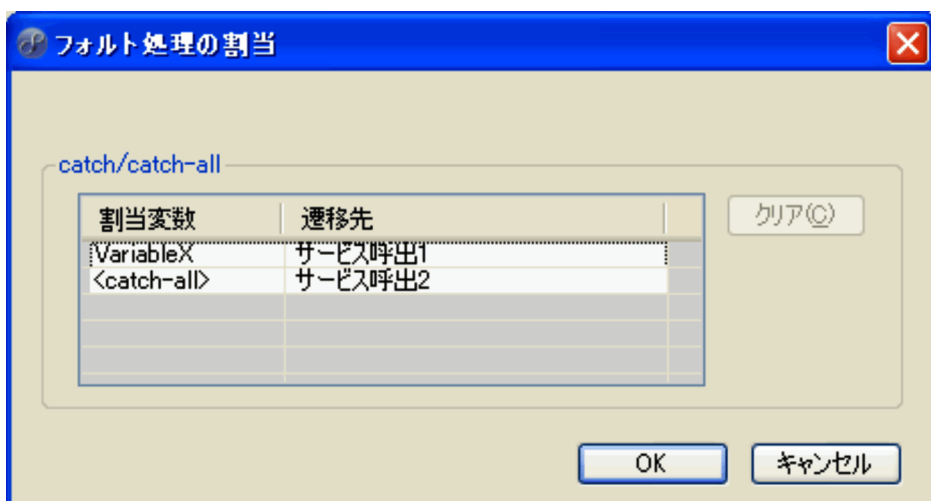 フォルト処理の割当
catch/catch-all
割当変数 遷移先
クリア(C)
VariableX サービス呼出1
<catch-all> サービス呼出2
OK キャンセル